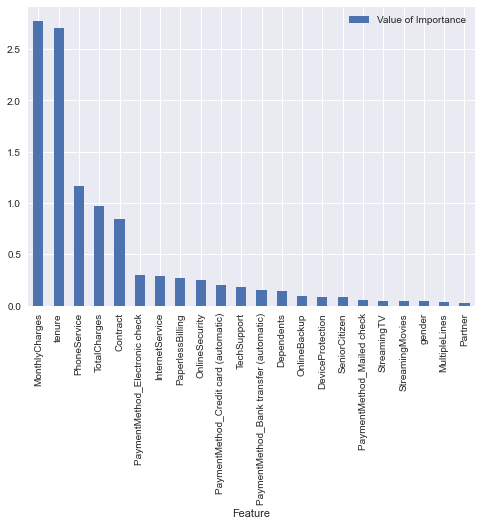 Value of Importance
2.5
2.0
1.5
1.0
0.5
0.0
MonthlyCharges
tenure
PhoneService
TotalCharges
Contract
PaymentMethod_Electronic check
InternetService
PaperlessBilling
OnlineSecurity
PaymentMethod_Credit card (automatic)
TechSupport
PaymentMethod_Bank transfer (automatic)
Dependents
OnlineBackup
DeviceProtection
SeniorCitizen
PaymentMethod_Mailed check
StreamingTV
StreamingMovies
gender
MultipleLines
Partner
Feature